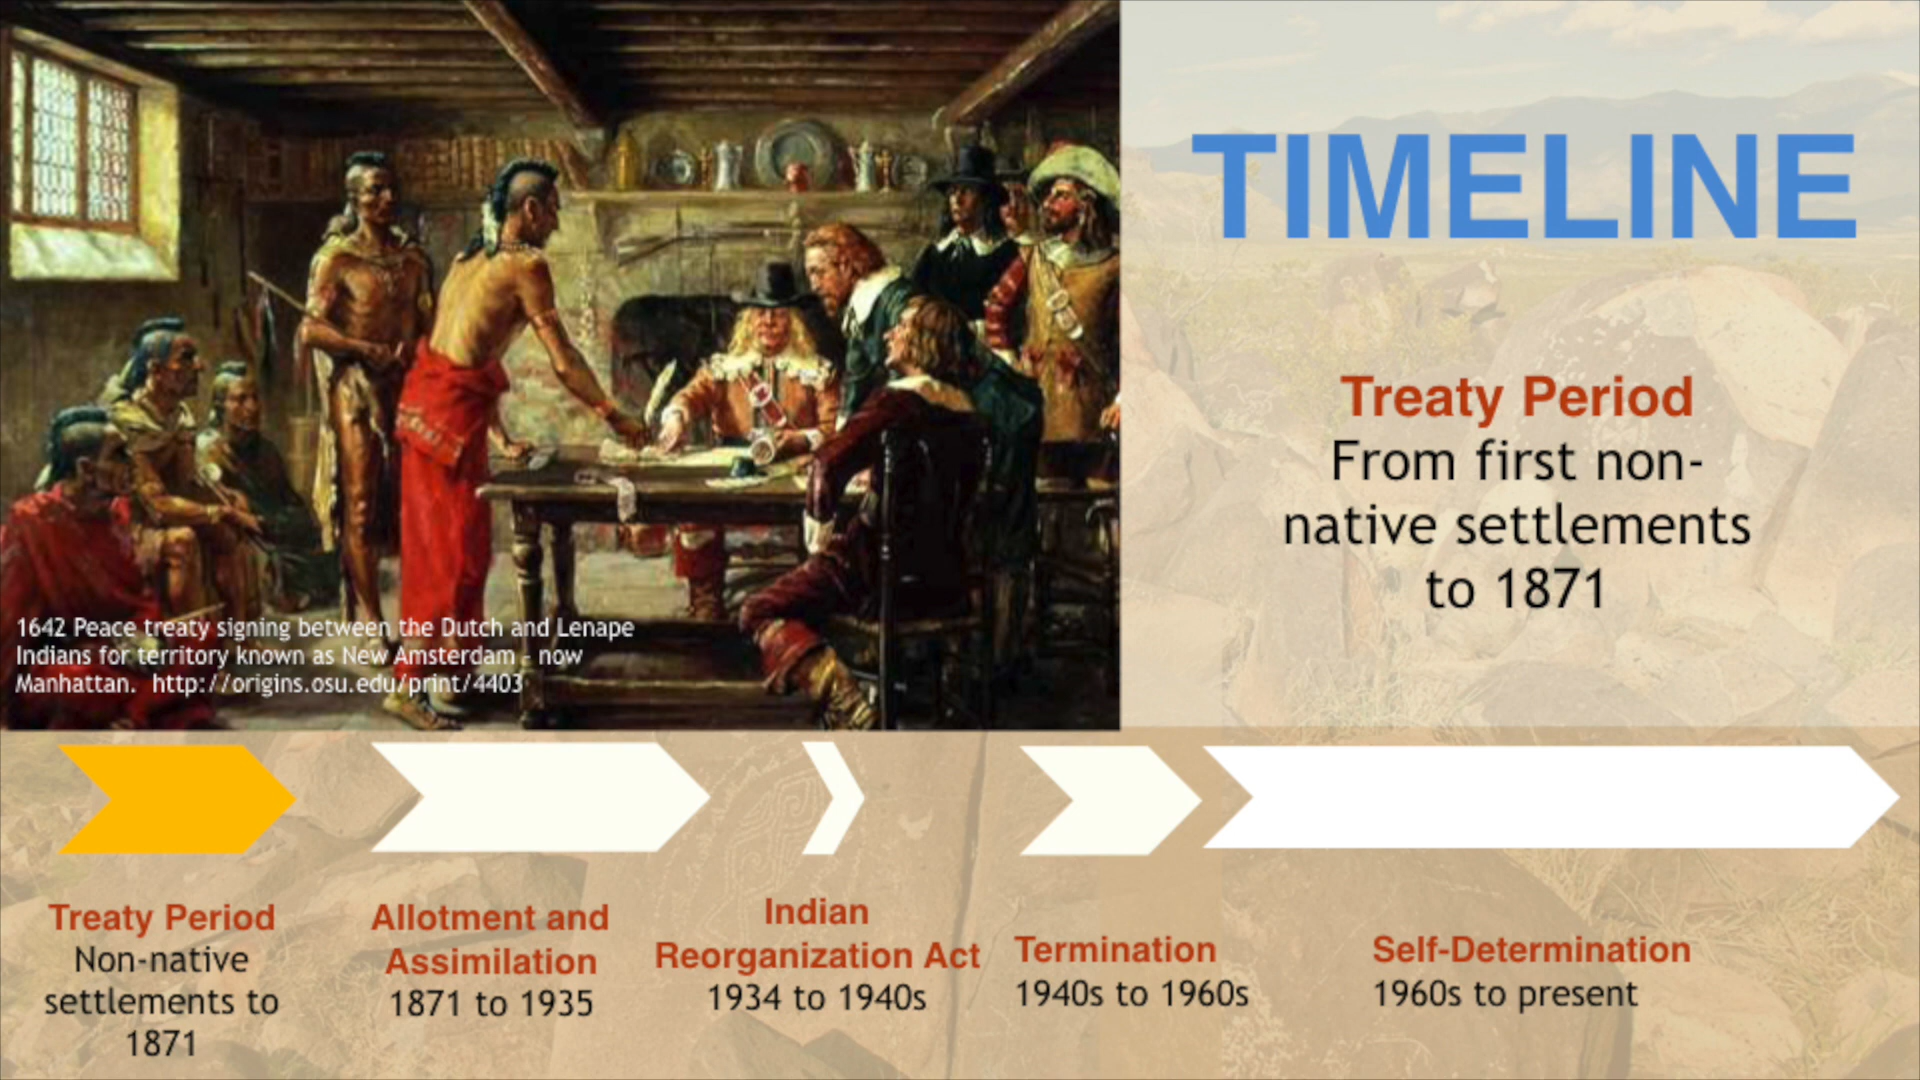 TIMELINE
Treaty Period
From first non-
native settlements
to 1871
1642 Peace treaty signing between the Dutch and Lenape
Indians for territory known as New Amsterdam - now
Manhattan. http://origins.osu.edu/print/4403
Treaty Period
Non-native
settlements to
1871
Allotment and
Assimilation
1871 to 1935
Indian
Reorganization Act
1934 to 1940s
Termination
1940s to 1960s
Self-Determination
1960s to present